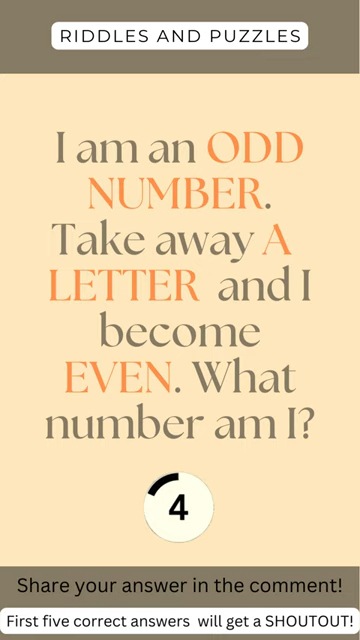 RIDDLES AND PUZZLES
I am an ODD
NUMBER.
Take away A
LETTER and I
become
EVEN. What
number am I?
4
Share your answer in the comment!
First five correct answers will get a SHOUTOUT!